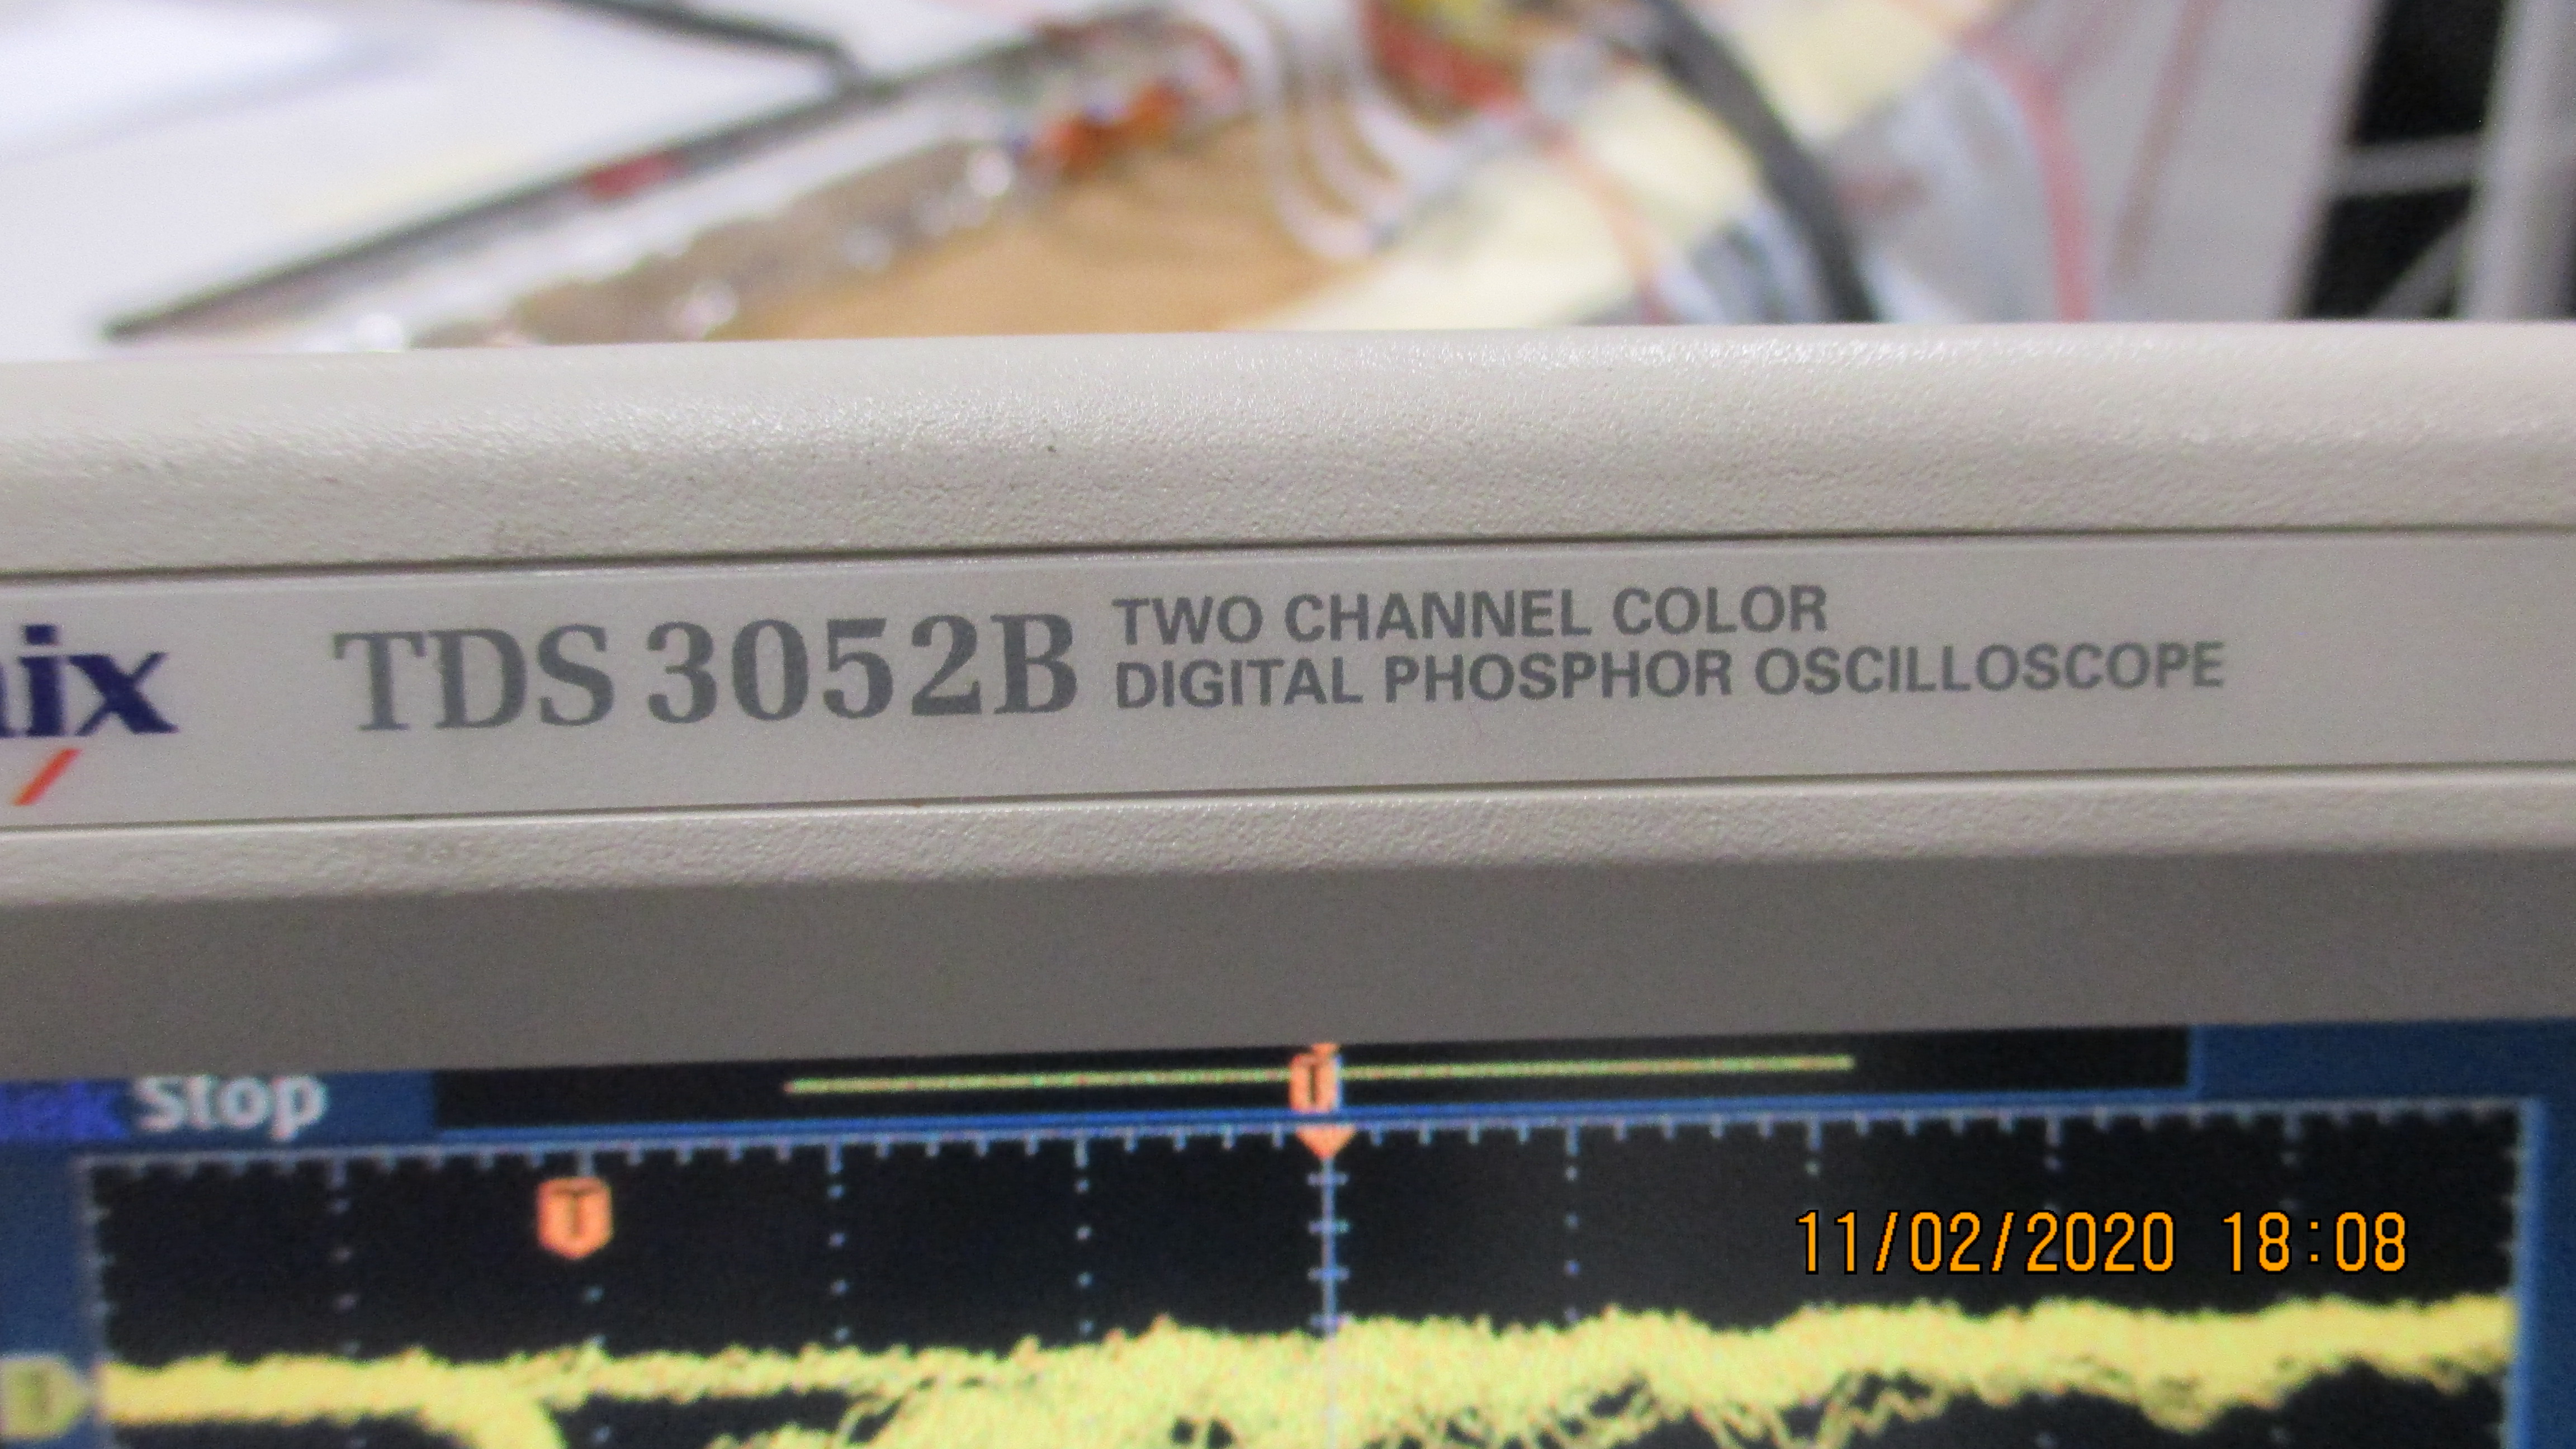 nix TDS 3052B TWO CHANNEL COLOR
DIGITAL PHOSPHOR OSCILLOSCOPE
Stop
T
T
11/02/2020 18:08